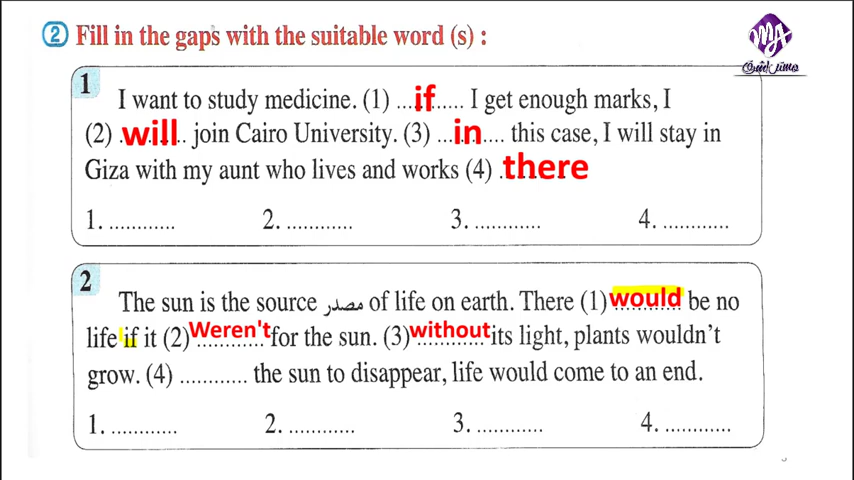 ② Fill in the gaps with the suitable word (s) :
مستر اشرف
1
I want to study medicine. (1) ...if..... I get enough marks, I
(2) .will.. join Cairo University. (3) ...in.... this case, I will stay in
Giza with my aunt who lives and works (4) .there
1. ............ 2. ............ 3. ............ 4. ............
2
The sun is the source مصدر of life on earth. There (1) would be no
life if it (2) Weren't for the sun. (3) without its light, plants wouldn't
grow. (4) ............ the sun to disappear, life would come to an end.
1. ............ 2. ............ 3. ............ 4. ............